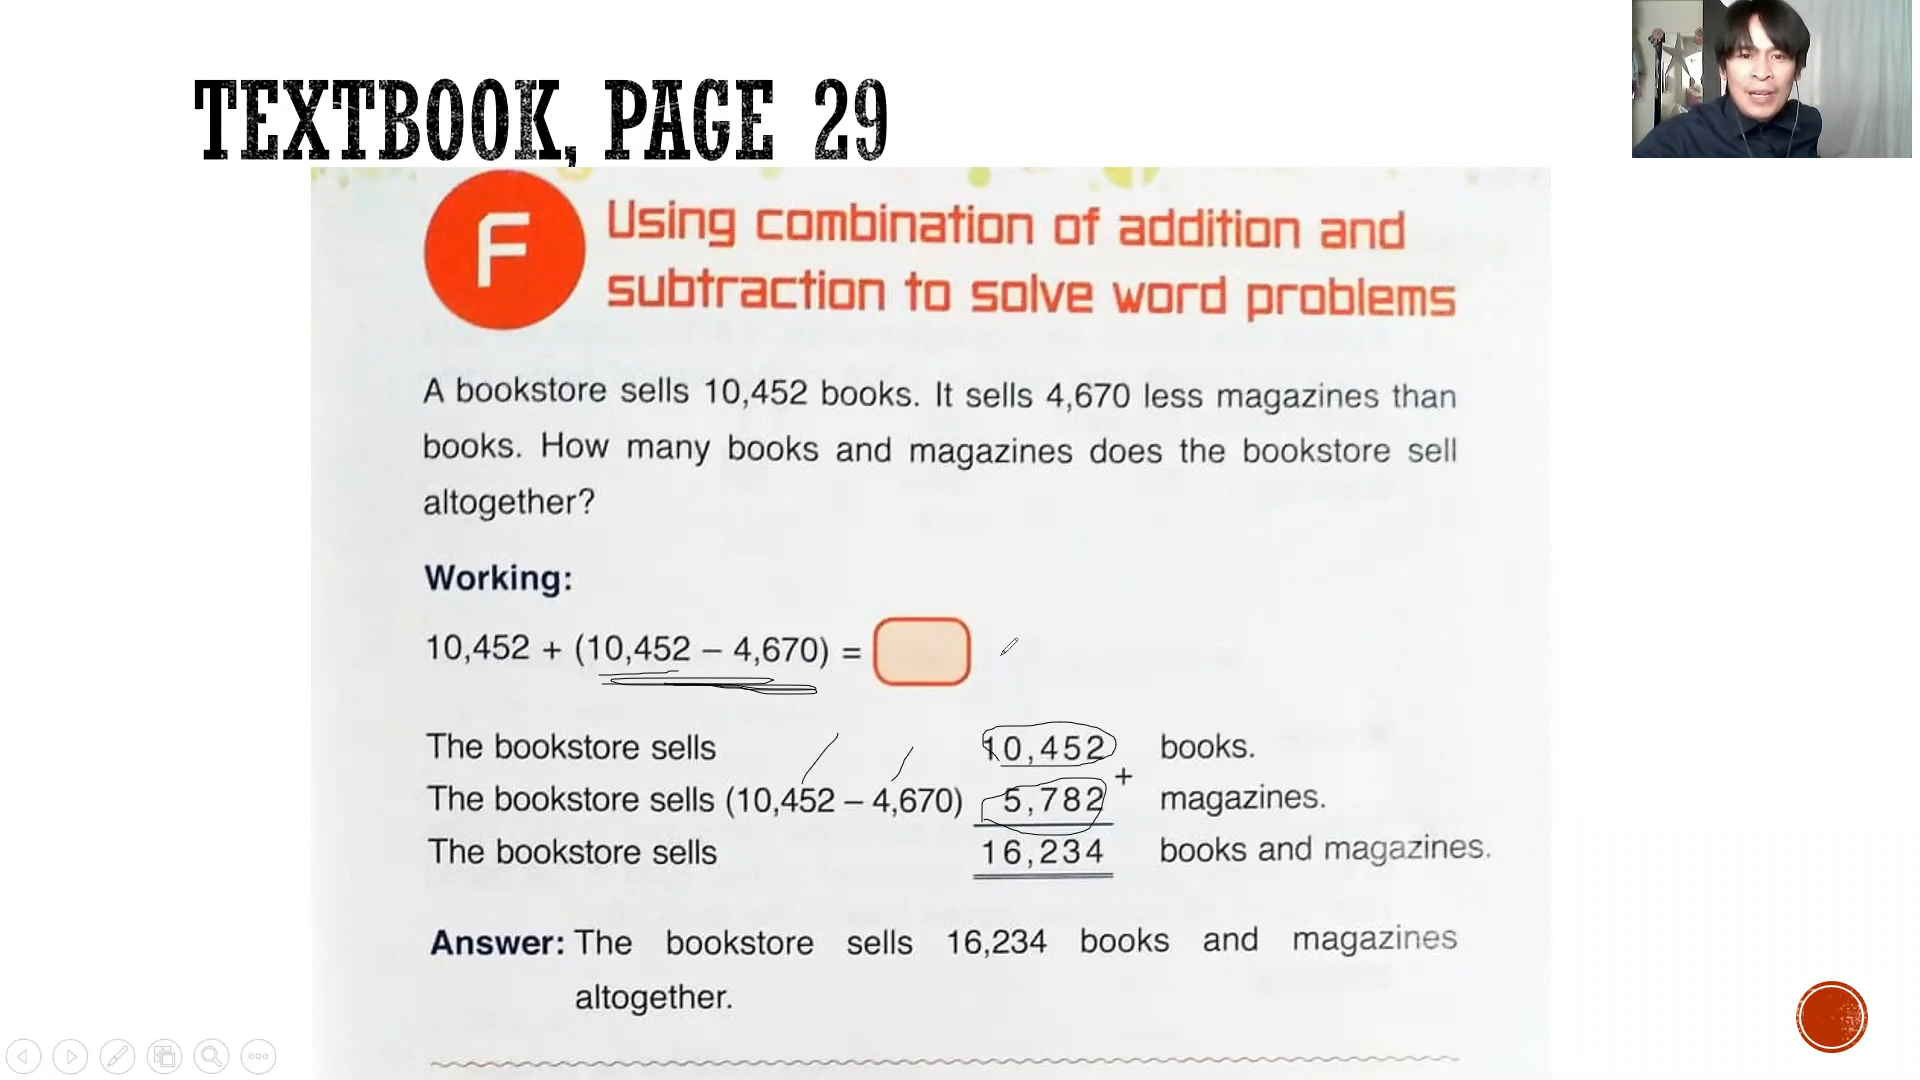 TEXTBOOK, PAGE 29
F
Using combination of addition and
subtraction to solve word problems
A bookstore sells 10,452 books. It sells 4,670 less magazines than
books. How many books and magazines does the bookstore sell
altogether?
Working:
10,452 + (10,452 – 4,670) =
The bookstore sells 10,452 books.
+
The bookstore sells (10,452 – 4,670) 5,782 magazines.
The bookstore sells 16,234 books and magazines.
Answer: The bookstore sells 16,234 books and magazines
altogether.